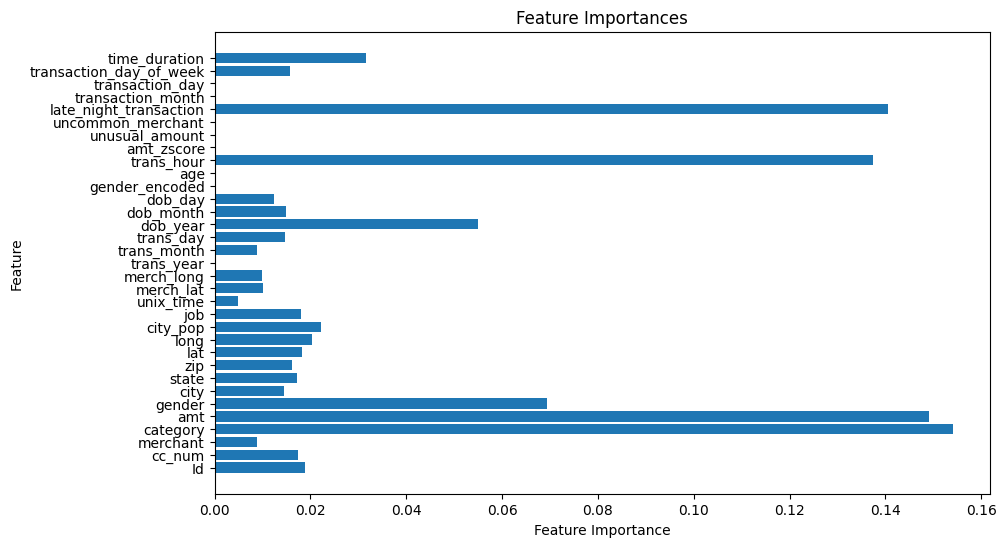 Feature Importances
time_duration
transaction_day_of_week
transaction_day
transaction_month
late_night_transaction
uncommon_merchant
unusual_amount
amt_zscore
trans_hour
age
gender_encoded
dob_day
dob_month
dob_year
trans_day
trans_month
trans_year
merch_long
merch_lat
unix_time
job
city_pop
long
lat
zip
state
city
gender
amt
category
merchant
cc_num
Id
Feature
0.00 0.02 0.04 0.06 0.08 0.10 0.12 0.14 0.16
Feature Importance